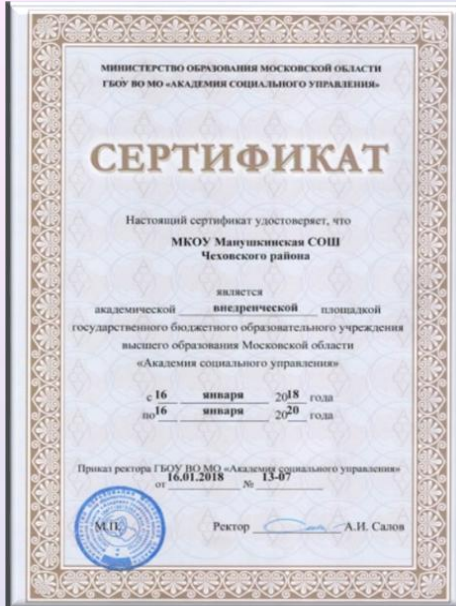 МИНИСТЕРСТВО ОБРАЗОВАНИЯ МОСКОВСКОЙ ОБЛАСТИ
ГБОУ ВО МО «АКАДЕМИЯ СОЦИАЛЬНОГО УПРАВЛЕНИЯ»
СЕРТИФИКАТ
Настоящий сертификат удостоверяет, что
МКОУ Манушкинская СОШ
Чеховского района
является
академической внедренческой площадкой
государственного бюджетного образовательного учреждения
высшего образования Московской области
«Академия социального управления»
с 16 января 2018 года
по 16 января 2020 года
Приказ ректора ГБОУ ВО МО «Академия социального управления»
от 16.01.2018 № 13-07
М.П. Ректор А.И. Салов